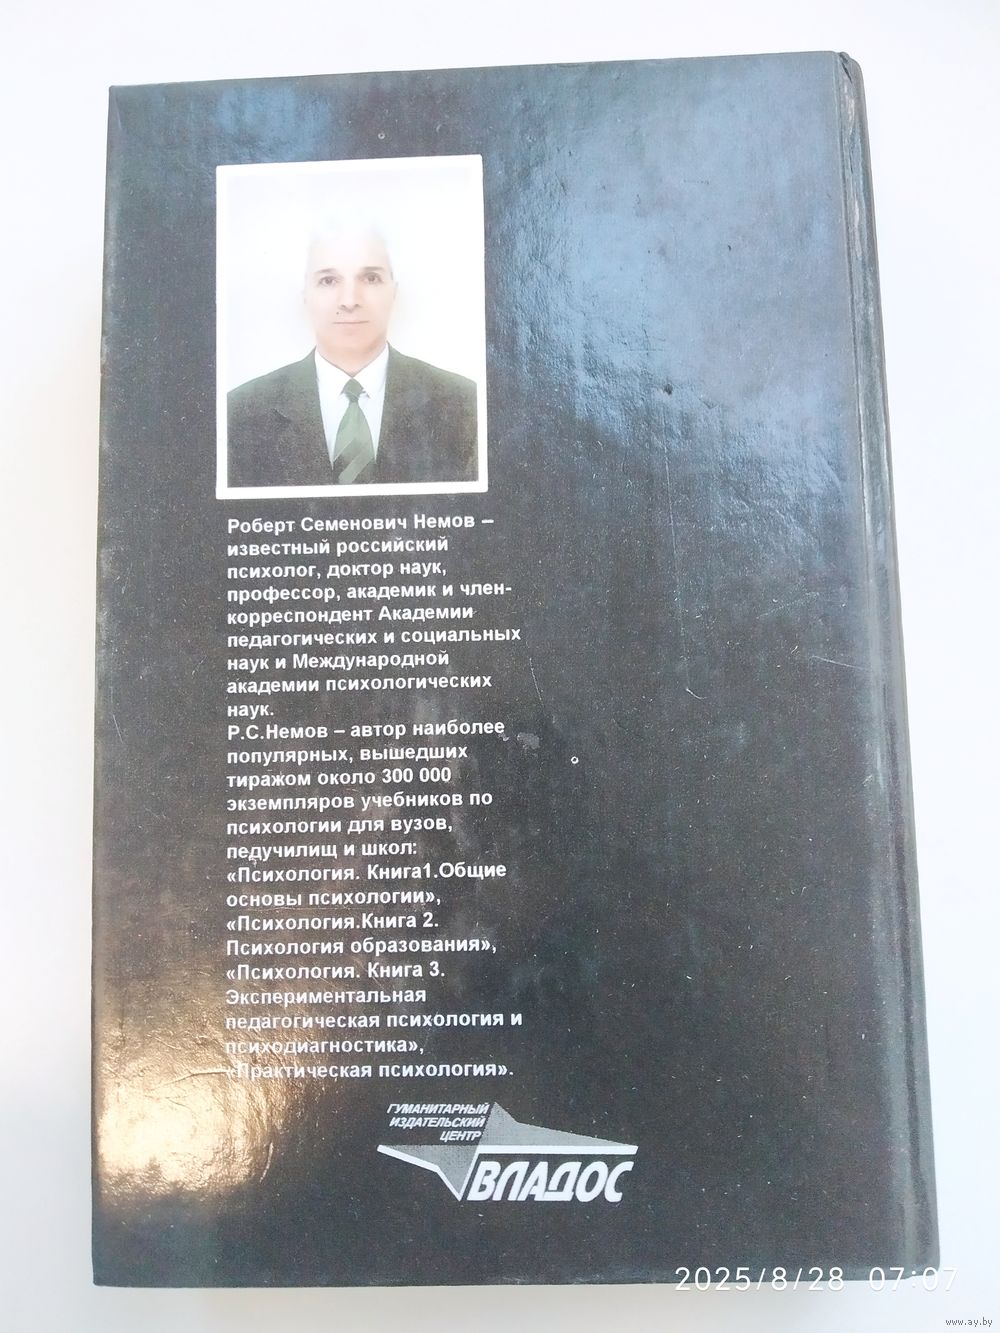 Роберт Семенович Немов –
известный российский
психолог, доктор наук,
профессор, академик и член-
корреспондент Академии
педагогических и социальных
наук и Международной
академии психологических
наук.
Р.С.Немов – автор наиболее
популярных, вышедших
тиражом около 300 000
экземпляров учебников по
психологии для вузов,
педучилищ и школ:
«Психология. Книга1.Общие
основы психологии»,
«Психология.Книга 2.
Психология образования»,
«Психология. Книга 3.
Экспериментальная
педагогическая психология и
психодиагностика»,
«Практическая психология».
ГУМАНИТАРНЫЙ
ИЗДАТЕЛЬСКИЙ
ЦЕНТР
ВЛАДОС
2025/8/28 07:07
www.ay.by